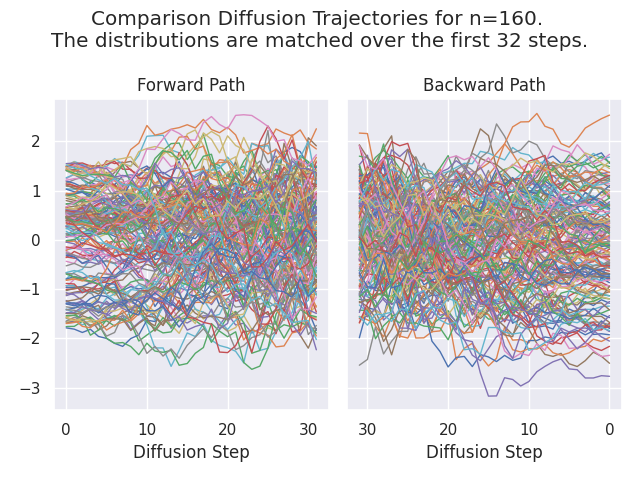 Comparison Diffusion Trajectories for n=160.
The distributions are matched over the first 32 steps.
Forward Path
Backward Path
2
1
0
−1
−2
−3
0 10 20 30
30 20 10 0
Diffusion Step
Diffusion Step